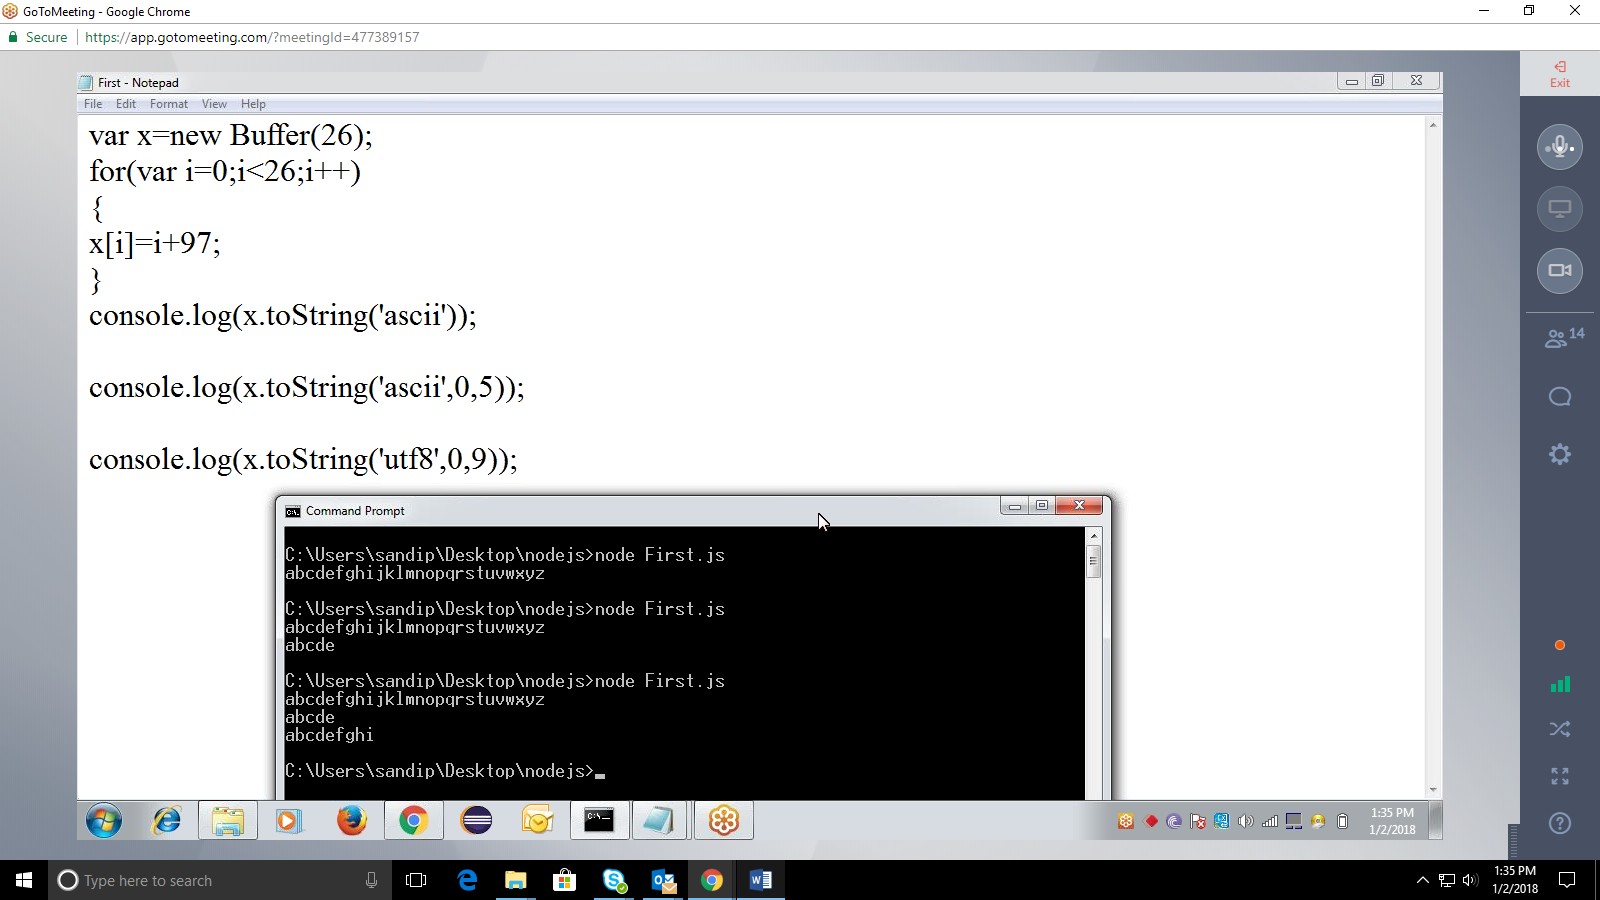 GoToMeeting - Google Chrome
Secure https://app.gotomeeting.com/?meetingId=477389157
First - Notepad
File Edit Format View Help
var x=new Buffer(26);
for(var i=0;i<26;i++)
{
x[i]=i+97;
}
console.log(x.toString('ascii'));
console.log(x.toString('ascii',0,5));
console.log(x.toString('utf8',0,9));
Command Prompt
C:\Users\sandip\Desktop\nodejs>node First.js
abcdefghijklmnopqrstuvwxyz
C:\Users\sandip\Desktop\nodejs>node First.js
abcdefghijklmnopqrstuvwxyz
abcde
C:\Users\sandip\Desktop\nodejs>node First.js
abcdefghijklmnopqrstuvwxyz
abcde
abcdefghi
C:\Users\sandip\Desktop\nodejs>_
1:35 PM
1/2/2018
Exit
14
Type here to search
1:35 PM
1/2/2018